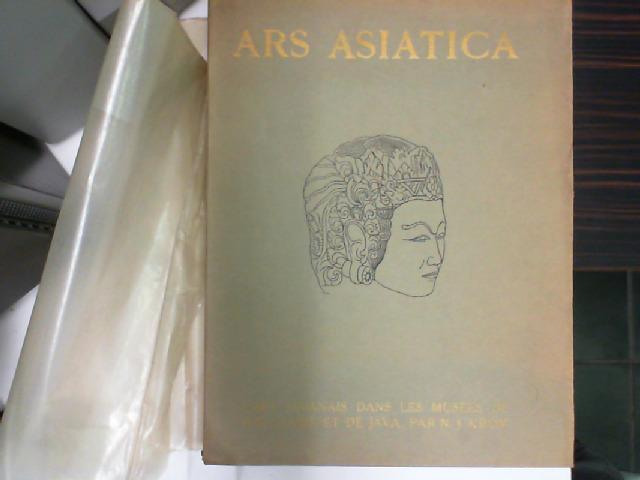 ARS ASIATICA
JAVANAIS DANS LES MUSÉES DE
ET DE JAVA, PAR N. J. KROM